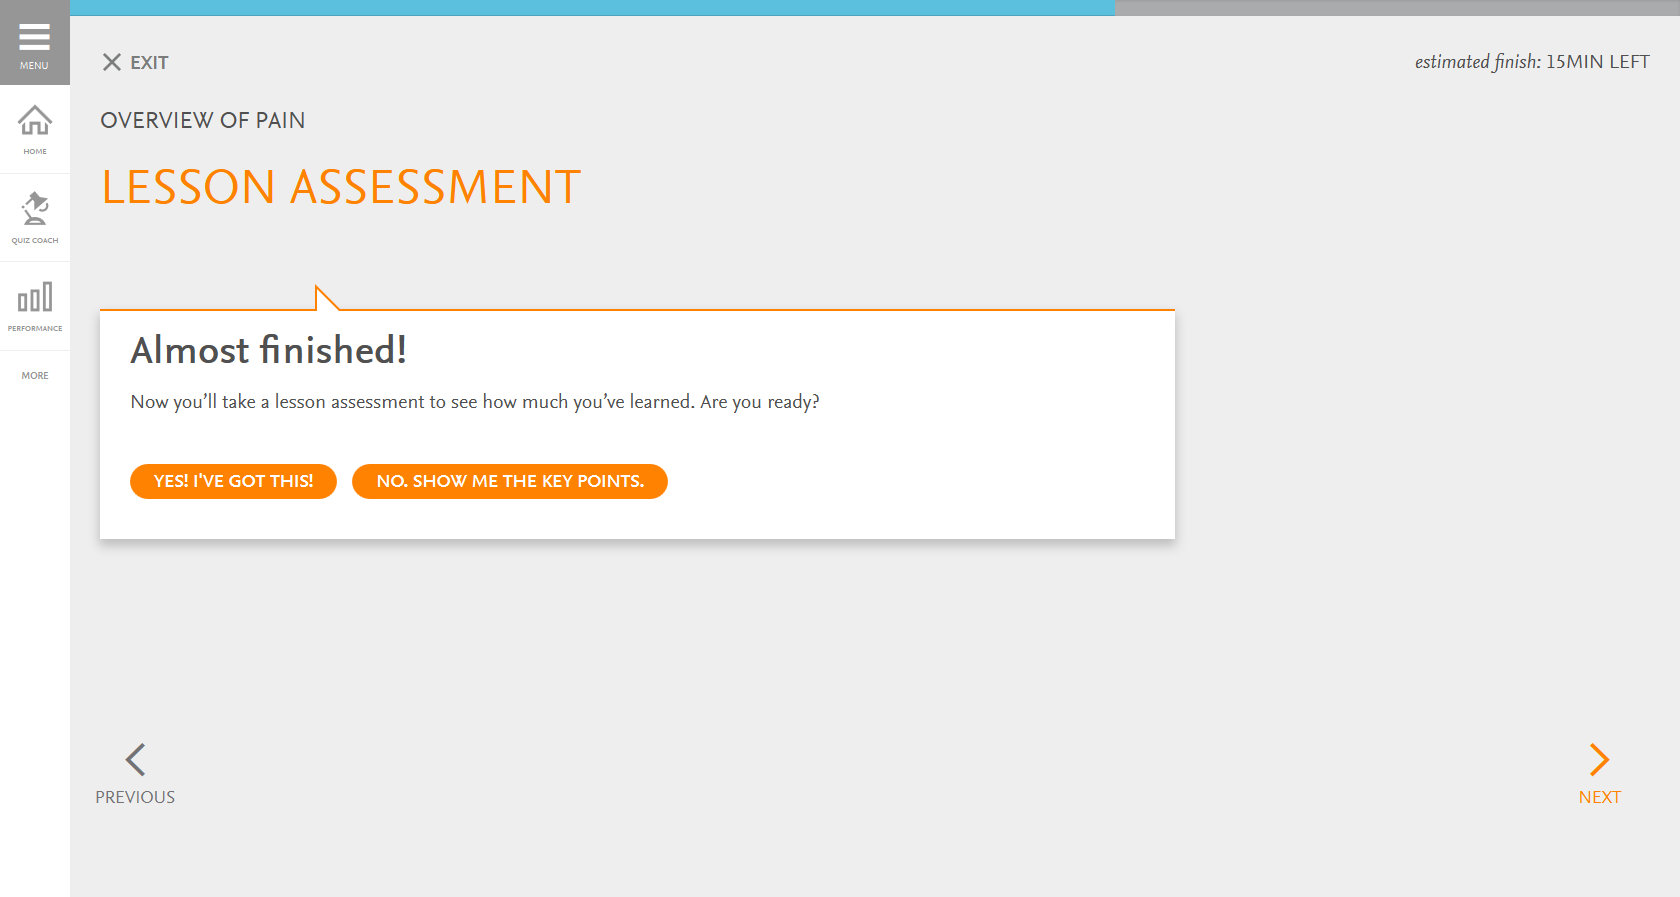 MENU
EXIT
estimated finish: 15MIN LEFT
OVERVIEW OF PAIN
HOME
LESSON ASSESSMENT
QUIZ COACH
PERFORMANCE
MORE
Almost finished!
Now you’ll take a lesson assessment to see how much you’ve learned. Are you ready?
YES! I'VE GOT THIS!
NO. SHOW ME THE KEY POINTS.
PREVIOUS
NEXT